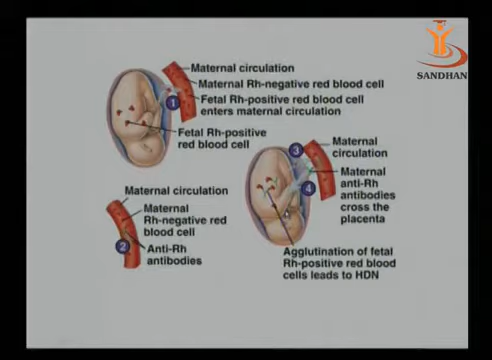 SANDHAN
Maternal circulation
Maternal Rh-negative red blood cell
1
Fetal Rh-positive red blood cell
enters maternal circulation
Fetal Rh-positive
red blood cell
Maternal circulation
Maternal
Rh-negative red
blood cell
2
Anti-Rh
antibodies
3
Maternal
circulation
4
Maternal
anti-Rh
antibodies
cross the
placenta
Agglutination of fetal
Rh-positive red blood
cells leads to HDN